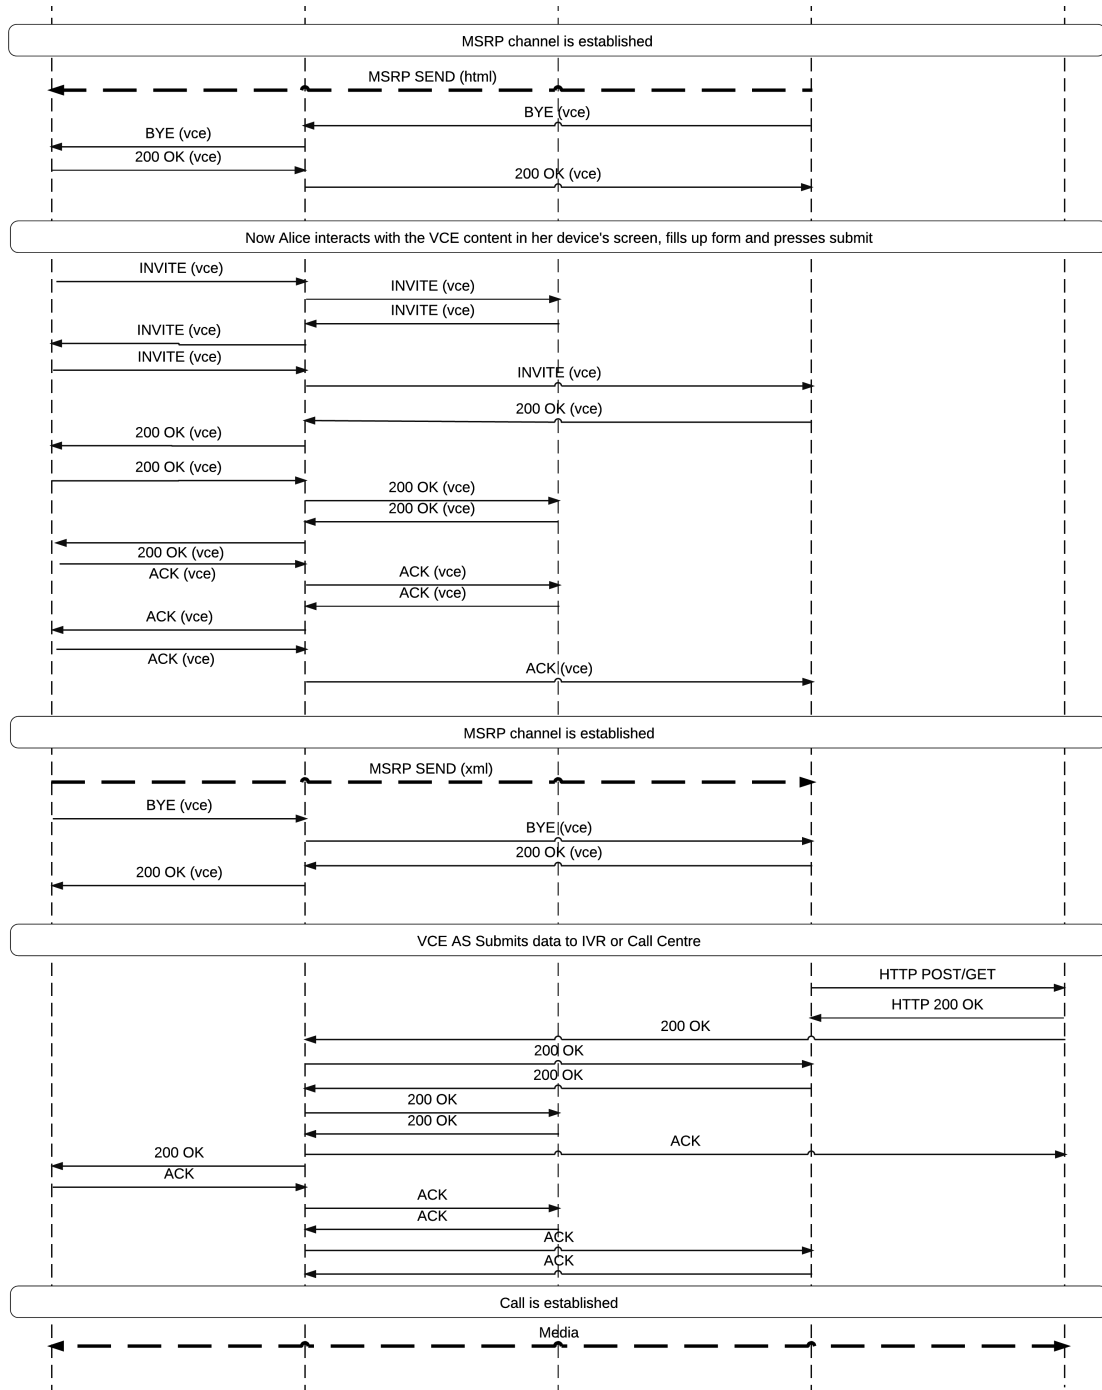 MSRP channel is established
MSRP SEND (html)
BYE (vce)
BYE (vce)
200 OK (vce)
200 OK (vce)
Now Alice interacts with the VCE content in her device's screen, fills up form and presses submit
INVITE (vce)
INVITE (vce)
INVITE (vce)
INVITE (vce)
INVITE (vce)
INVITE (vce)
200 OK (vce)
200 OK (vce)
200 OK (vce)
200 OK (vce)
200 OK (vce)
200 OK (vce)
ACK (vce)
ACK (vce)
ACK (vce)
ACK (vce)
ACK (vce)
ACK (vce)
MSRP channel is established
MSRP SEND (xml)
BYE (vce)
BYE (vce)
200 OK (vce)
200 OK (vce)
VCE AS Submits data to IVR or Call Centre
HTTP POST/GET
HTTP 200 OK
200 OK
200 OK
200 OK
200 OK
200 OK
ACK
200 OK
ACK
ACK
ACK
ACK
ACK
Call is established
Media